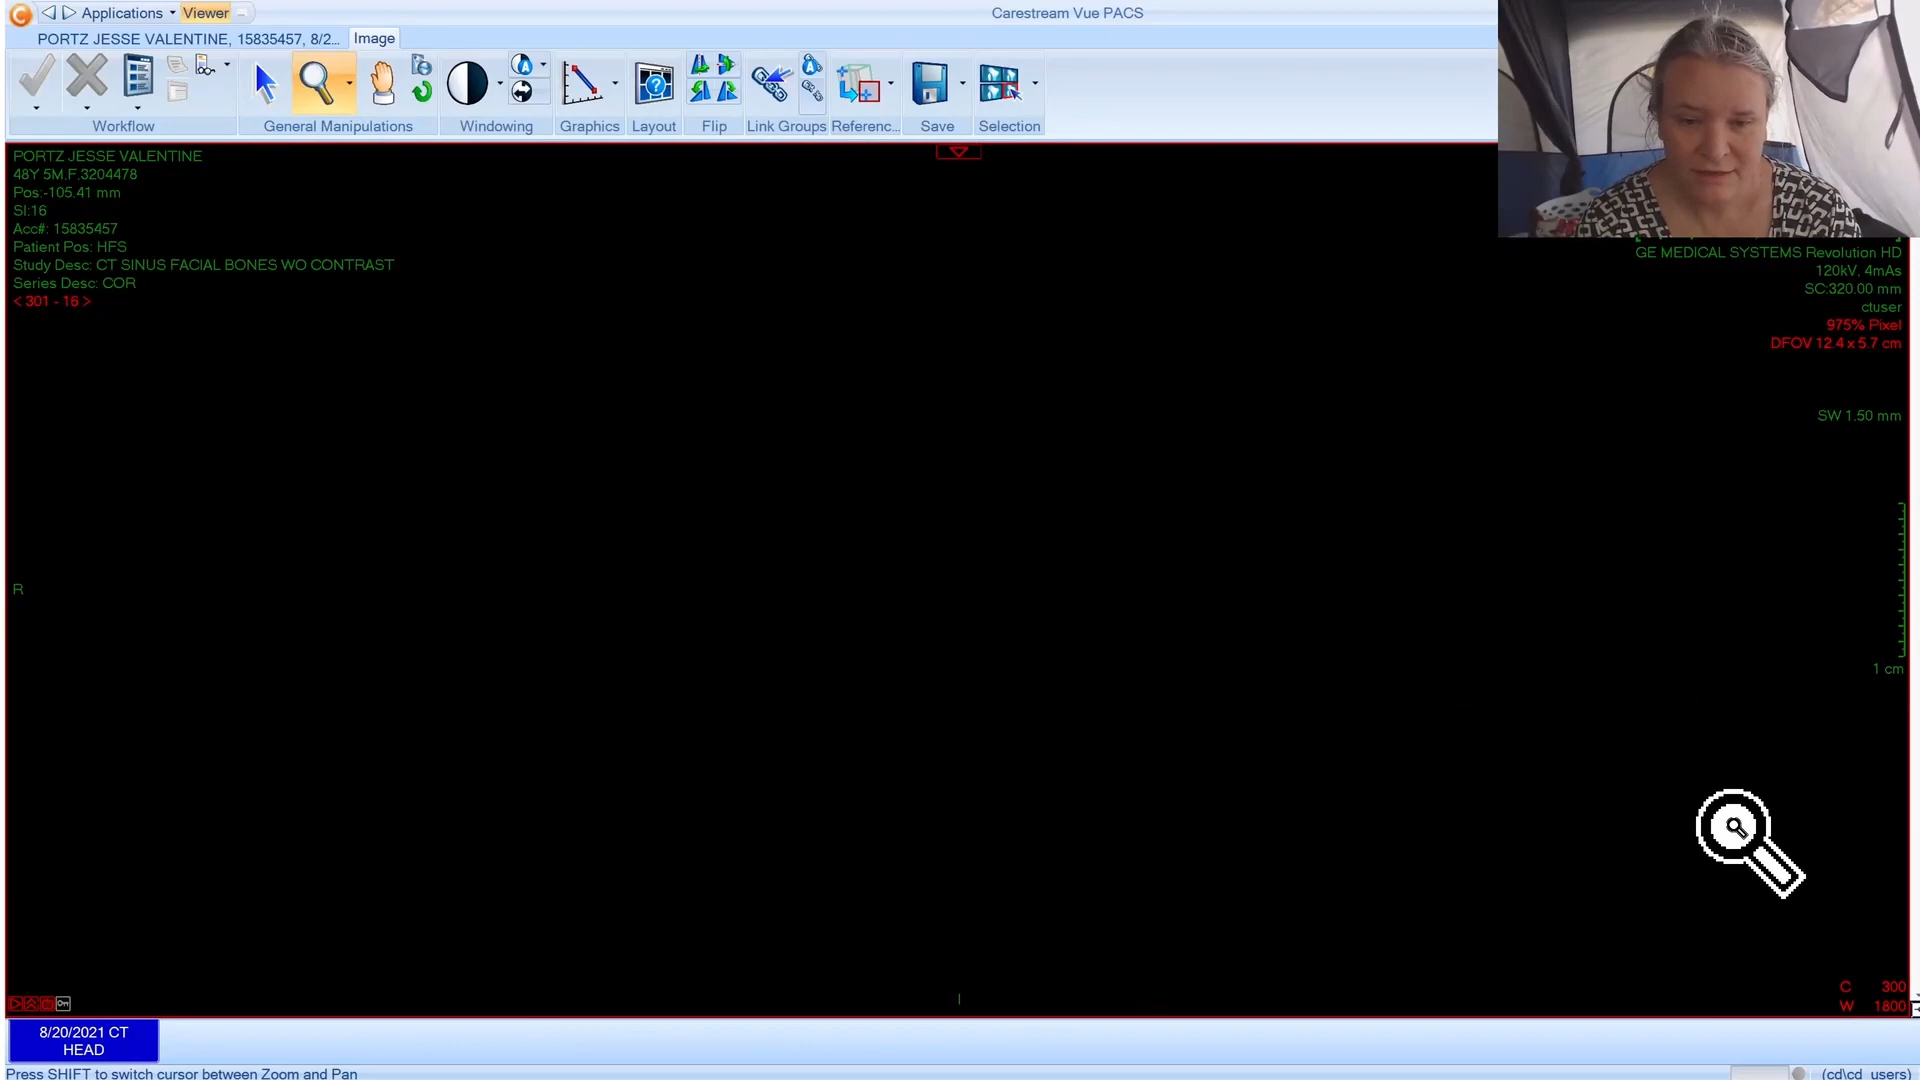 Applications Viewer
Carestream Vue PACS
PORTZ JESSE VALENTINE, 15835457, 8/2... Image
Workflow General Manipulations Windowing Graphics Layout Flip Link Groups Referenc... Save Selection
PORTZ JESSE VALENTINE
48Y 5M,F,3204478
Pos:-105.41 mm
SI:16
Acc#: 15835457
Patient Pos: HFS
Study Desc: CT SINUS FACIAL BONES WO CONTRAST
Series Desc: COR
< 301 - 16 >
GE MEDICAL SYSTEMS Revolution HD
120kV, 4mAs
SC:320.00 mm
ctuser
975% Pixel
DFOV 12.4 x 5.7 cm
SW 1.50 mm
R
1 cm
C 300
W 1800
8/20/2021 CT
HEAD
Press SHIFT to switch cursor between Zoom and Pan
(cd\cd_users)